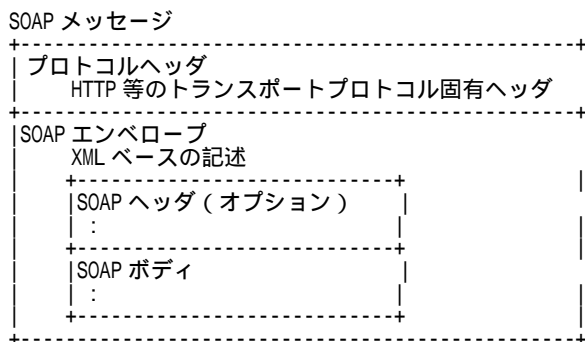 SOAP メッセージ
プロトコルヘッダ
HTTP 等のトランスポートプロトコル固有ヘッダ
SOAP エンベロープ
XML ベースの記述
SOAP ヘッダ ( オプション )
:
SOAP ボディ
: